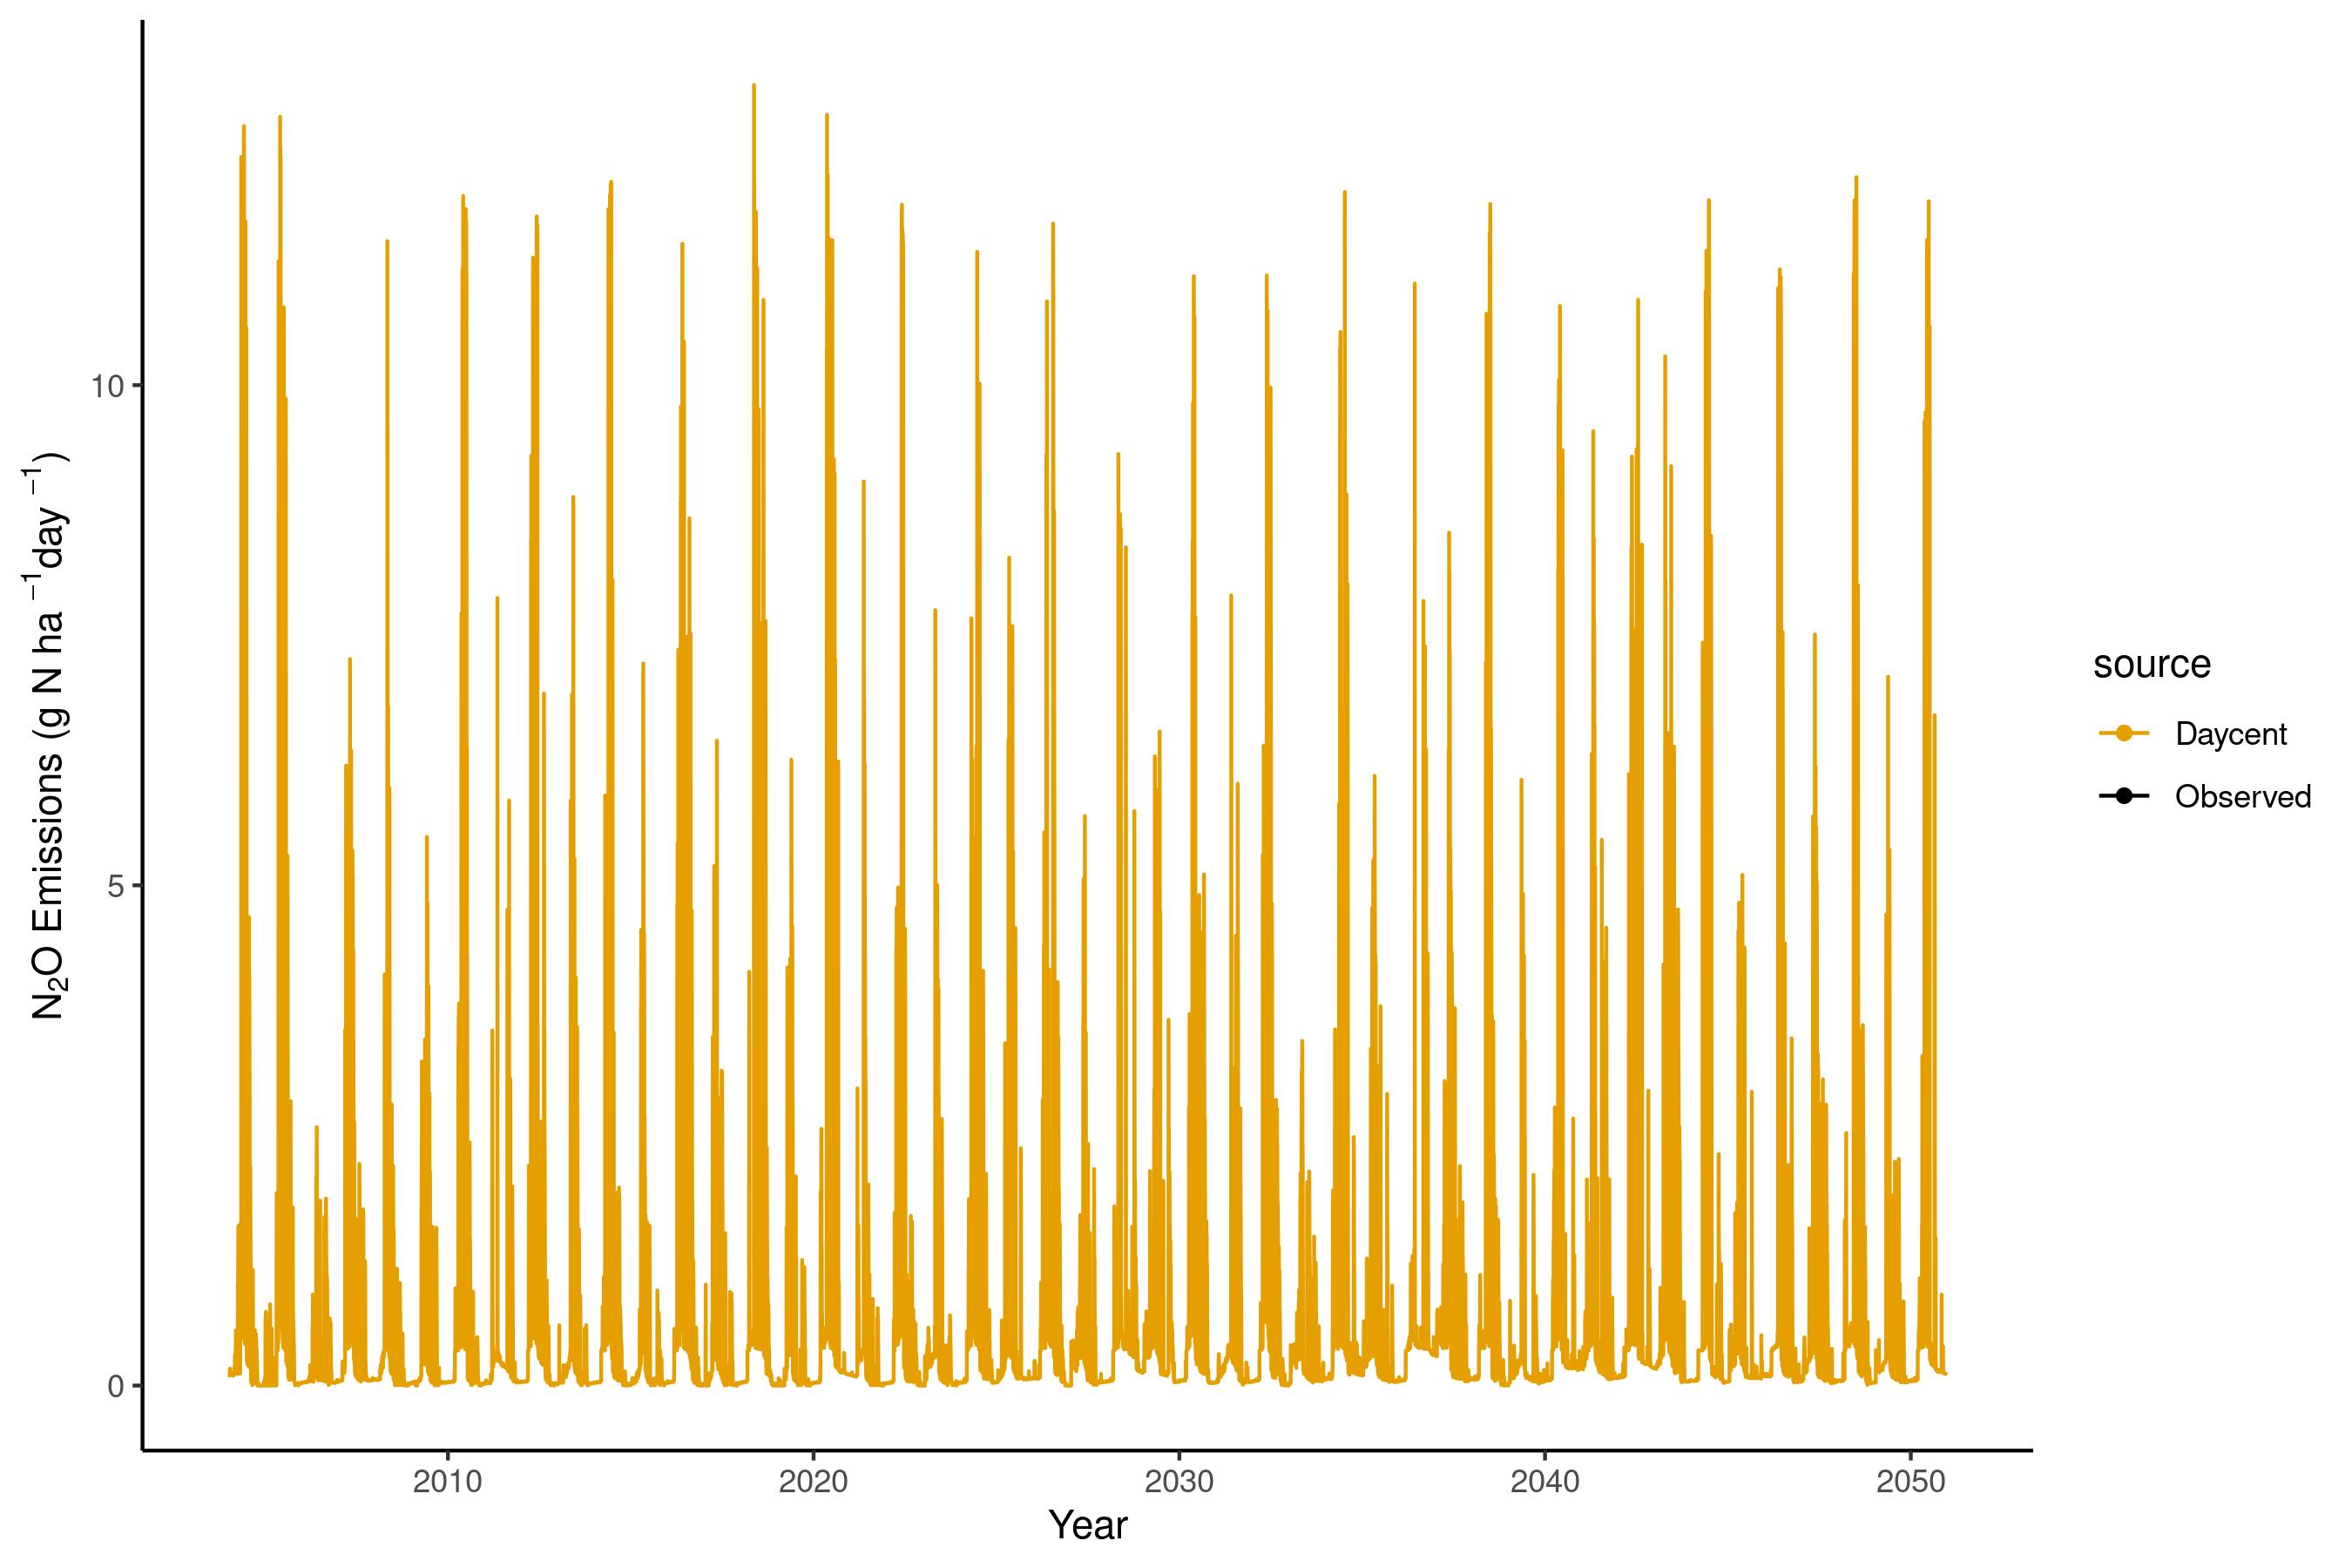 N₂O Emissions (g N ha ⁻¹day ⁻¹)
10
5
0
2010 2020 2030 2040 2050
Year
source
Daycent
Observed